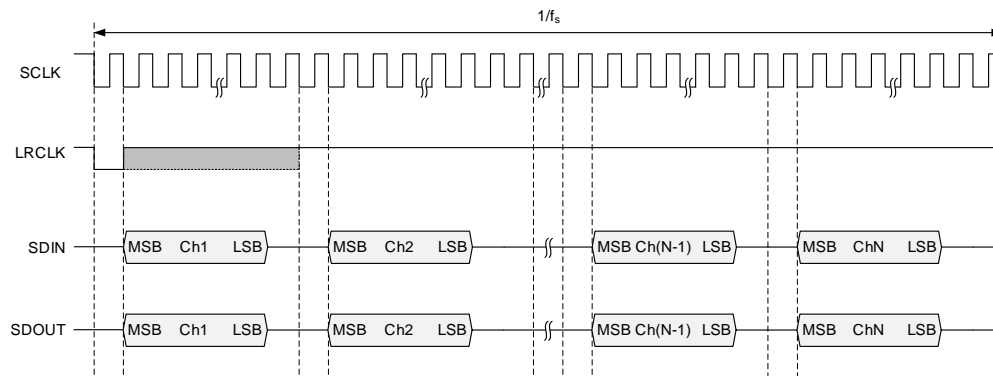 1/fs
SCLK
LRCLK
SDIN MSB Ch1 LSB MSB Ch2 LSB MSB Ch(N-1) LSB MSB ChN LSB
SDOUT MSB Ch1 LSB MSB Ch2 LSB MSB Ch(N-1) LSB MSB ChN LSB